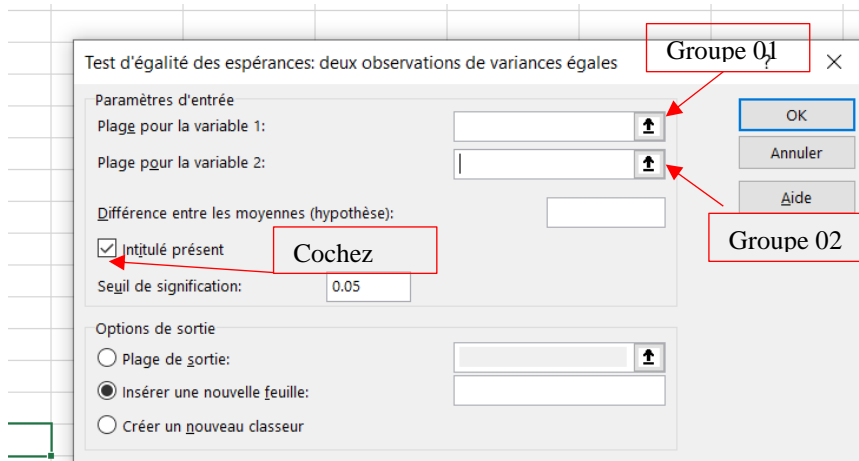 Test d'égalité des espérances: deux observations de variances égales
Groupe 01
?
Paramètres d'entrée
Plage pour la variable 1:
OK
Plage pour la variable 2:
Annuler
Aide
Différence entre les moyennes (hypothèse):
Groupe 02
Intitulé présent
Cochez
Seuil de signification:
0.05
Options de sortie
Plage de sortie:
Insérer une nouvelle feuille:
Créer un nouveau classeur